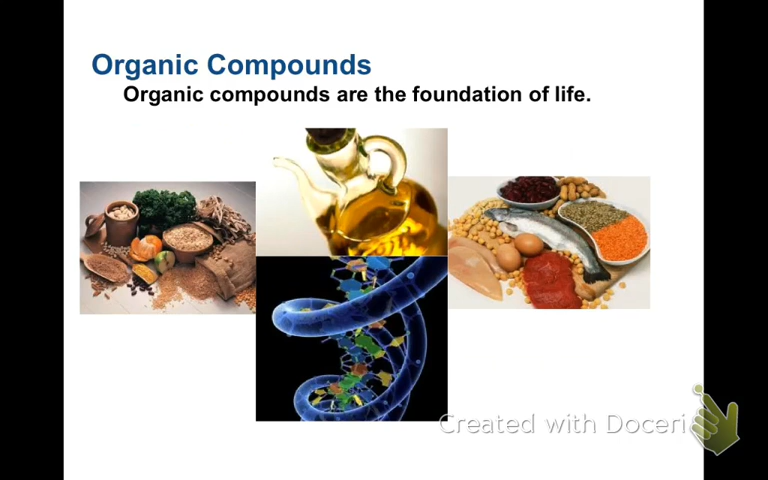 Organic Compounds
Organic compounds are the foundation of life.
Created with Doceri